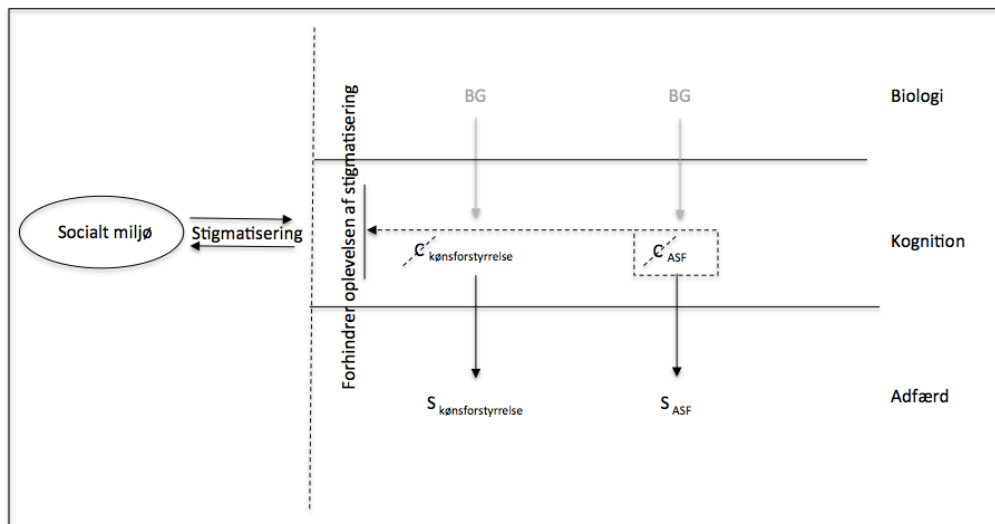 BG
BG
Biologi
Forhindrer oplevelsen af stigmatisering
Socialt miljø
Stigmatisering
C kønsforstyrrelse
C ASF
Kognition
S kønsforstyrrelse
S ASF
Adfærd